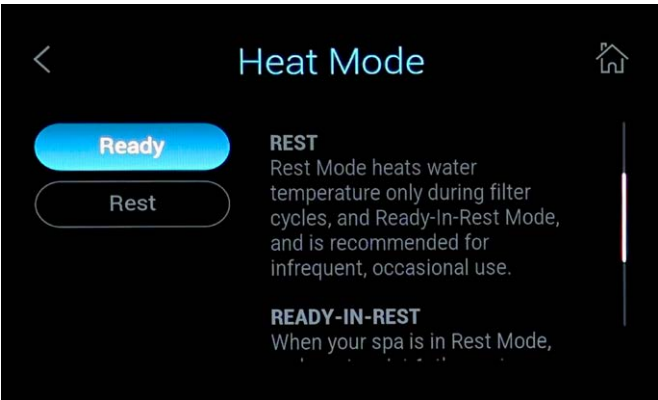 Heat Mode
Ready
Rest
REST
Rest Mode heats water
temperature only during filter
cycles, and Ready-In-Rest Mode,
and is recommended for
infrequent, occasional use.
READY-IN-REST
When your spa is in Rest Mode,